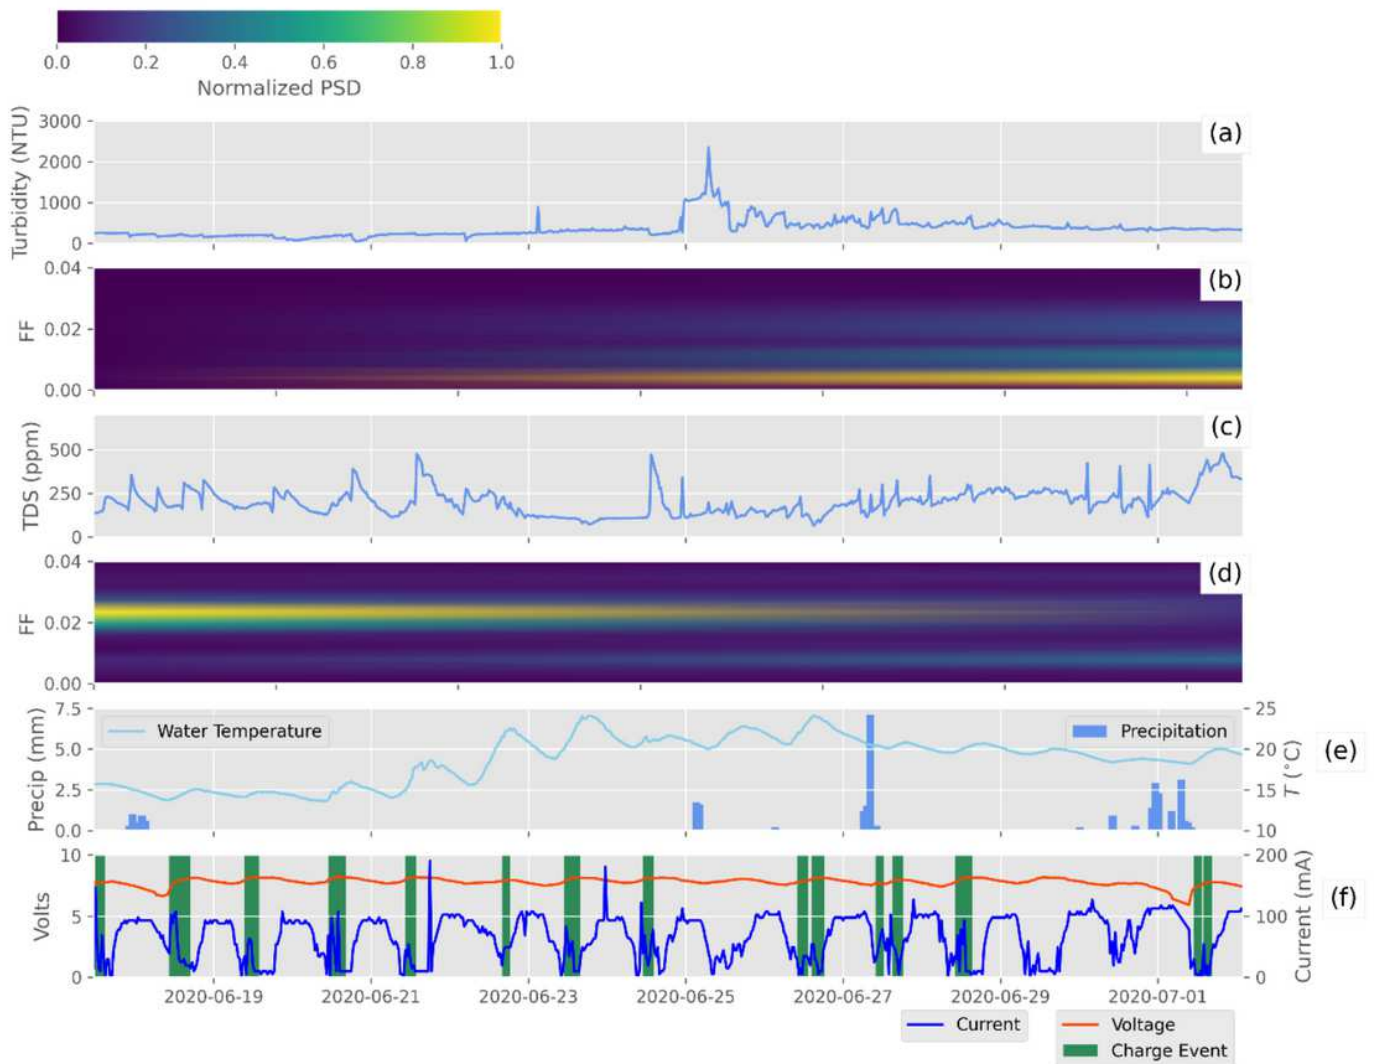 0.0 0.2 0.4 0.6 0.8 1.0
Normalized PSD
3000
2000
1000
0
Turbidity (NTU)
(a)
0.04
0.02
0.00
FF
(b)
500
250
0
TDS (ppm)
(c)
0.04
0.02
0.00
FF
(d)
7.5
5.0
2.5
0.0
Precip (mm)
Water Temperature
Precipitation
25
20
15
10
T (°C)
(e)
10
5
0
Volts
200
100
0
Current (mA)
(f)
2020-06-19 2020-06-21 2020-06-23 2020-06-25 2020-06-27 2020-06-29 2020-07-01
Current
Voltage
Charge Event